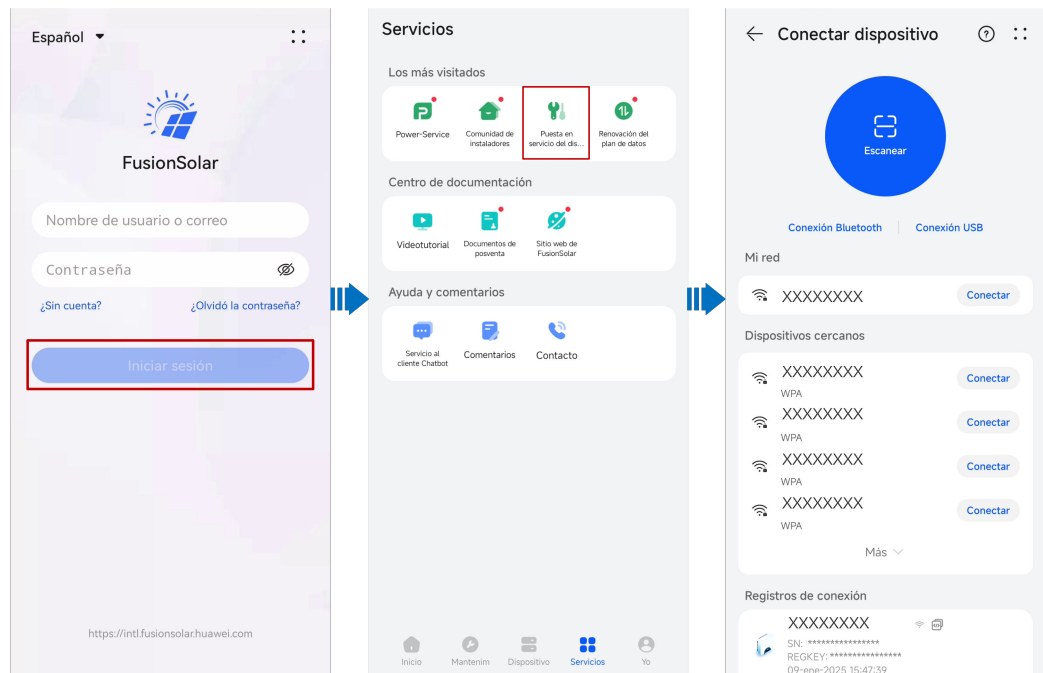 Español
FusionSolar
Nombre de usuario o correo
Contraseña
¿Sin cuenta?
¿Olvidó la contraseña?
Iniciar sesión
https://intl.fusionsolar.huawei.com
Servicios
Los más visitados
Power-Service
Comunidad de
instaladores
Puesta en
servicio del dis...
Renovación del
plan de datos
Centro de documentación
Videotutorial
Documentos de
posventa
Sitio web de
FusionSolar
Ayuda y comentarios
Servicio al
cliente Chatbot
Comentarios
Contacto
Inicio
Mantenim
Dispositivo
Servicios
Yo
Conectar dispositivo
Escanear
Conexión Bluetooth
Conexión USB
Mi red
XXXXXXXX
Conectar
Dispositivos cercanos
XXXXXXXX
WPA
Conectar
XXXXXXXX
WPA
Conectar
XXXXXXXX
WPA
Conectar
XXXXXXXX
WPA
Conectar
Más
Registros de conexión
XXXXXXXX
SN: ****************
REGKEY: ****************
09-ene-2025 15:47:39